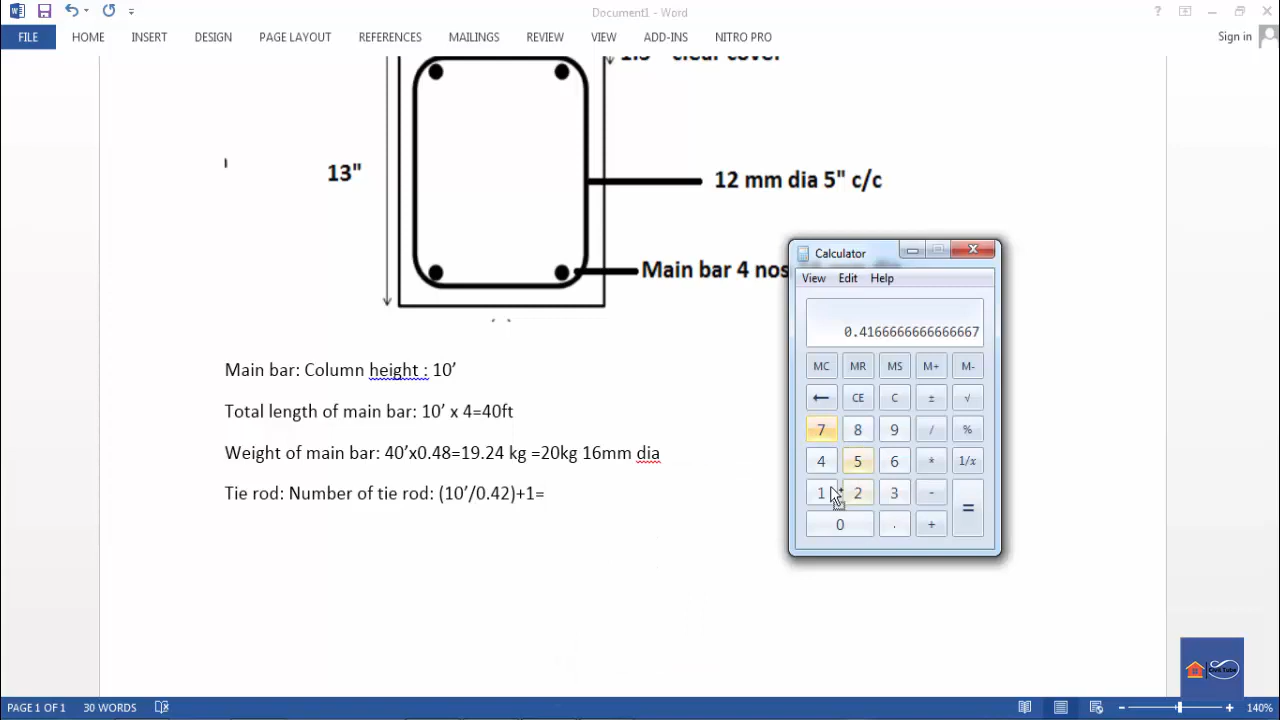 Document1 - Word
FILE HOME INSERT DESIGN PAGE LAYOUT REFERENCES MAILINGS REVIEW VIEW ADD-INS NITRO PRO Sign in
1.5" clear cover
13"
12 mm dia 5" c/c
Main bar 4 nos
Calculator
View Edit Help
0.4166666666666667
MC MR MS M+ M-
← CE C ± √
7 8 9 / %
4 5 6 * 1/x
1 2 3 - =
0 . +
Main bar: Column height : 10’
Total length of main bar: 10’ x 4=40ft
Weight of main bar: 40’x0.48=19.24 kg =20kg 16mm dia
Tie rod: Number of tie rod: (10’/0.42)+1=
PAGE 1 OF 1 30 WORDS 140%